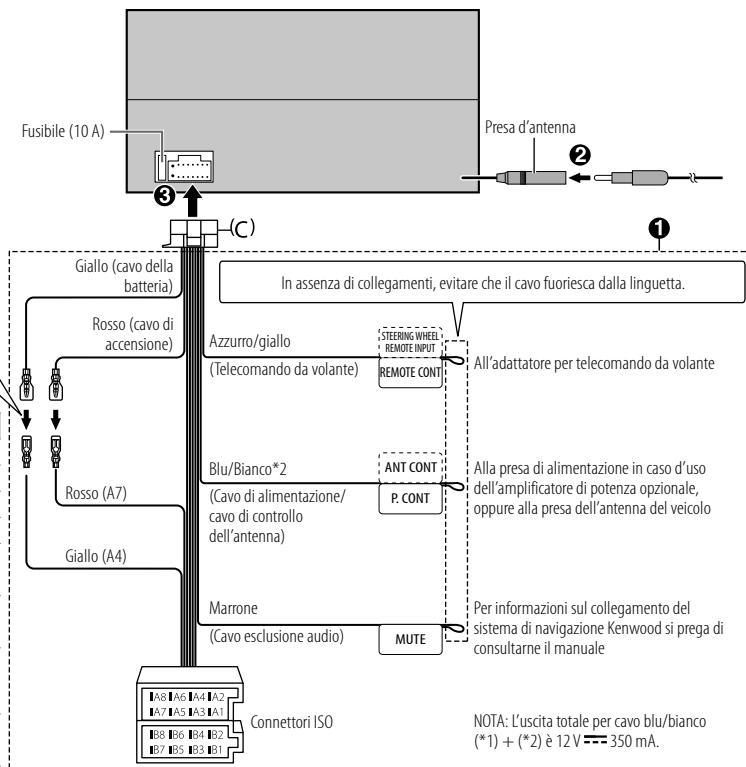 Fusibile (10 A)
Presa d'antenna
❷
❸
(C)
❶
Giallo (cavo della
batteria)
In assenza di collegamenti, evitare che il cavo fuoriesca dalla linguetta.
Rosso (cavo di
accensione)
Azzurro/giallo
(Telecomando da volante)
STEERING WHEEL
REMOTE INPUT
REMOTE CONT
All'adattatore per telecomando da volante
Rosso (A7)
Blu/Bianco*2
(Cavo di alimentazione/
cavo di controllo
dell'antenna)
ANT CONT
P. CONT
Alla presa di alimentazione in caso d'uso
dell'amplificatore di potenza opzionale,
oppure alla presa dell'antenna del veicolo
Giallo (A4)
Marrone
(Cavo esclusione audio)
MUTE
Per informazioni sul collegamento del
sistema di navigazione Kenwood si prega di
consultarne il manuale
A8 A6 A4 A2
A7 A5 A3 A1
B8 B6 B4 B2
B7 B5 B3 B1
Connettori ISO
NOTA: L'uscita totale per cavo blu/bianco
(*1) + (*2) è 12 V ⎓ 350 mA.